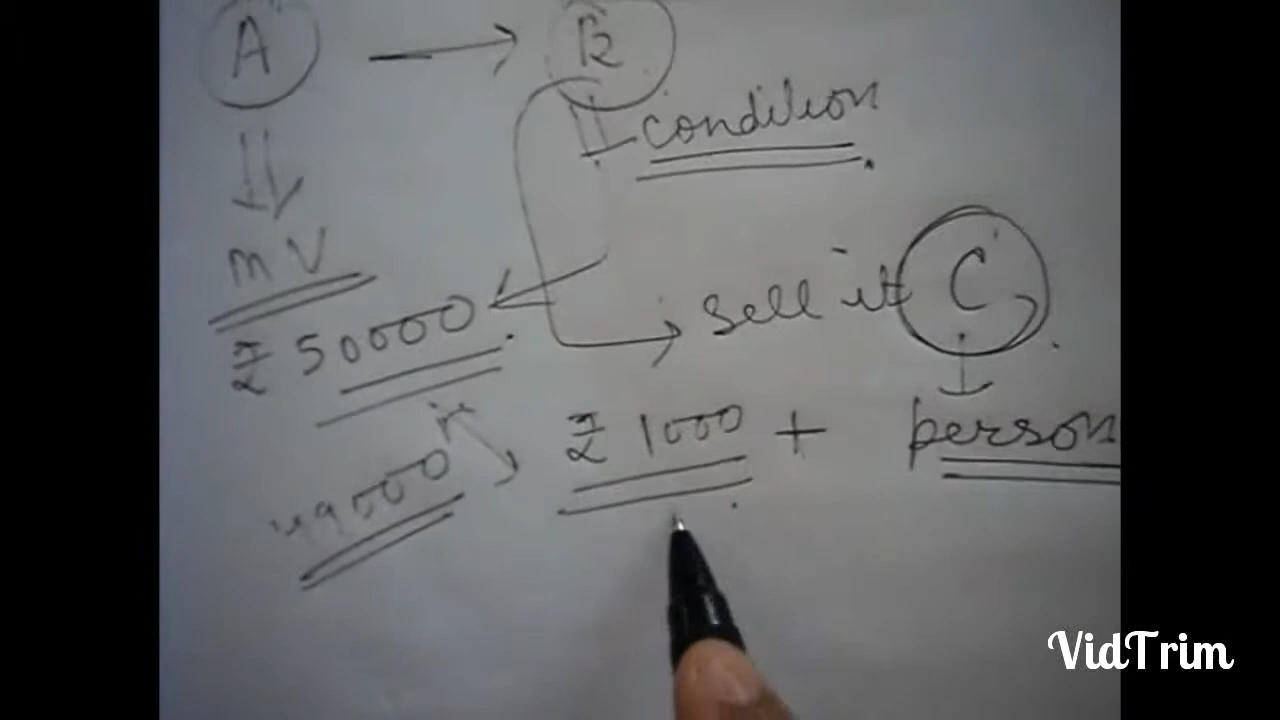 A → B
condition
MV
sell it C
₹ 50000
₹ 1000 + person
49000
VidTrim